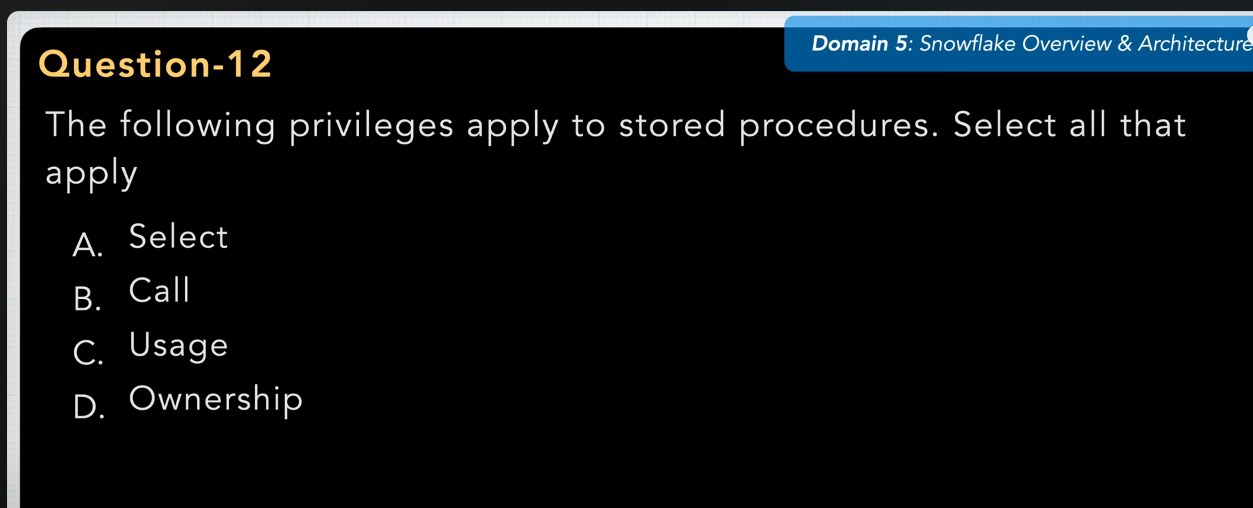 Domain 5: Snowflake Overview & Architecture
Question-12
The following privileges apply to stored procedures. Select all that
apply
A. Select
B. Call
C. Usage
D. Ownership